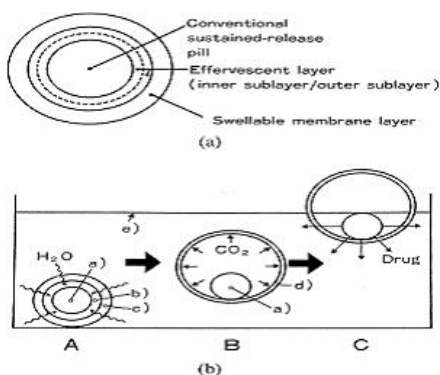 Conventional
sustained-release
pill
Effervescent layer
(inner sublayer/outer sublayer)
Swellable membrane layer
(a)
e)
H₂O
a)
b)
c)
CO₂
d)
a)
Drug
A
B
C
(b)